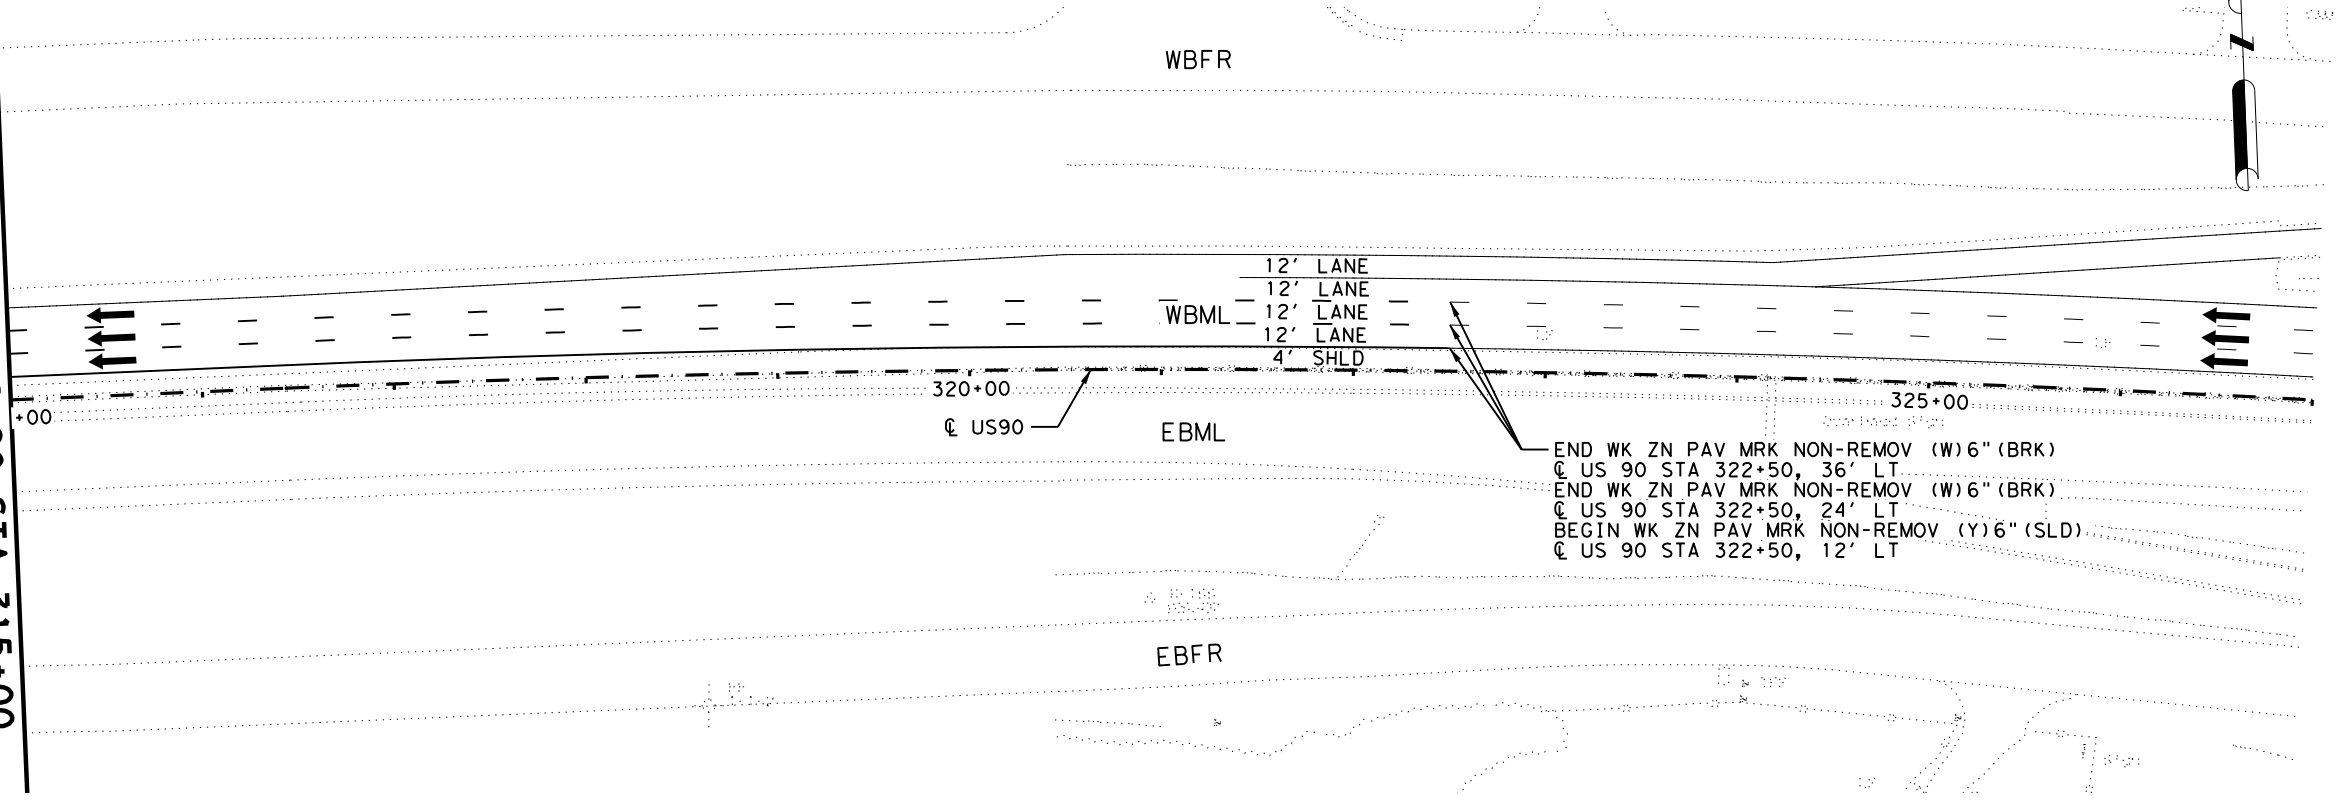 WBFR
12' LANE
12' LANE
WBML 12' LANE
12' LANE
4' SHLD
320+00
325+00
+00
℄ US90
EBML
END WK ZN PAV MRK NON-REMOV (W)6"(BRK)
℄ US 90 STA 322+50, 36' LT
END WK ZN PAV MRK NON-REMOV (W)6"(BRK)
℄ US 90 STA 322+50, 24' LT
BEGIN WK ZN PAV MRK NON-REMOV (Y)6"(SLD)
℄ US 90 STA 322+50, 12' LT
EBFR